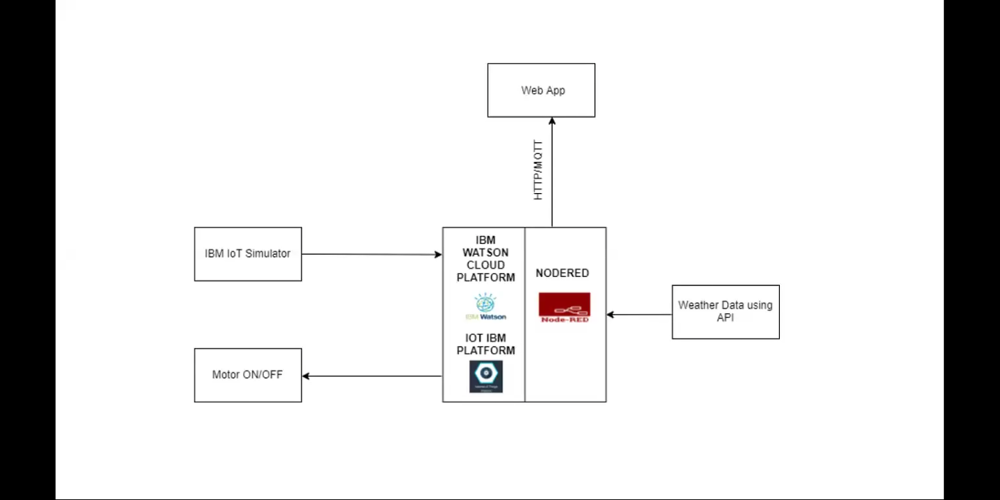 Web App
HTTP/MQTT
IBM IoT Simulator
IBM
WATSON
CLOUD
PLATFORM
IBM Watson
IOT IBM
PLATFORM
NODERED
Node-RED
Weather Data using
API
Motor ON/OFF